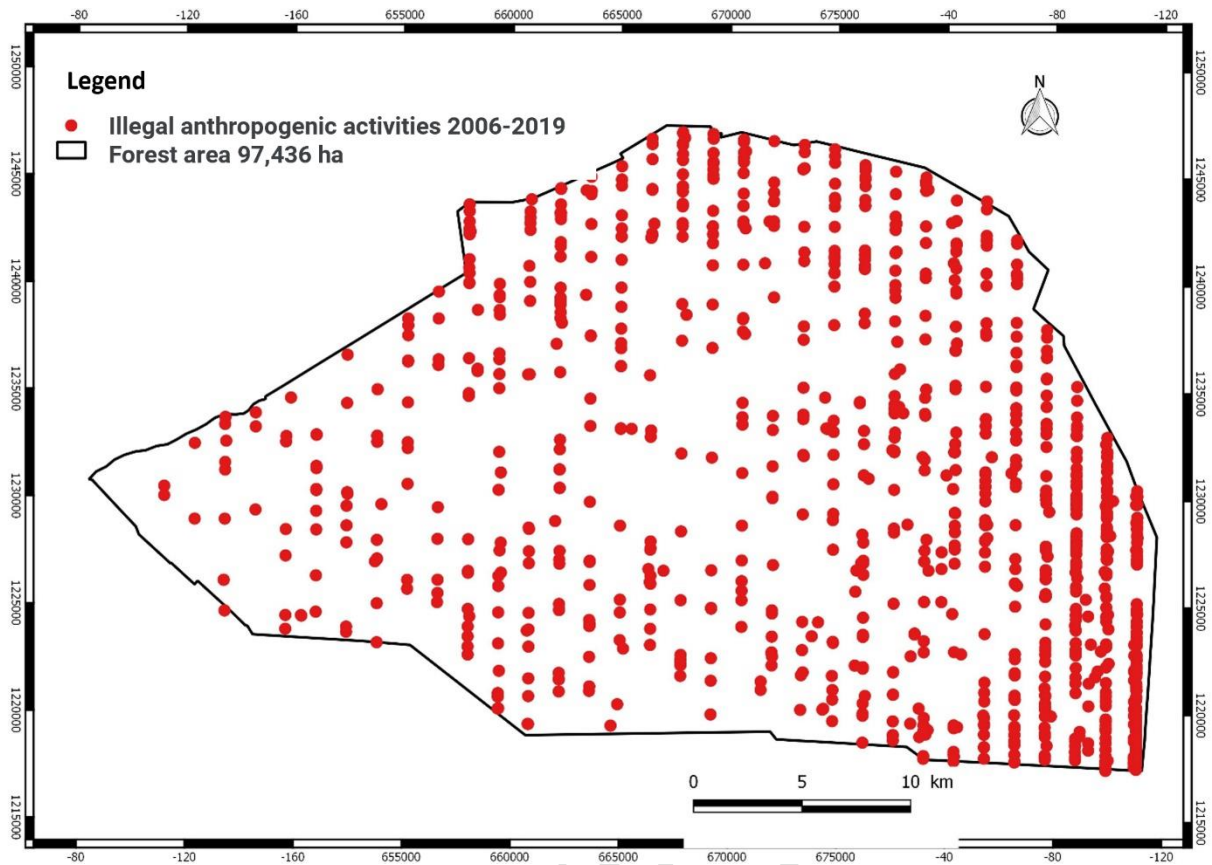 -80 -120 -160 655000 660000 665000 670000 675000 -40 -80 -120
Legend
Illegal anthropogenic activities 2006-2019
Forest area 97,436 ha
N
1250000 1250000
1245000 1245000
1240000 1240000
1235000 1235000
1230000 1230000
1225000 1225000
1220000 1220000
1215000 1215000
0 5 10 km
-80 -120 -160 655000 660000 665000 670000 675000 -40 -80 -120